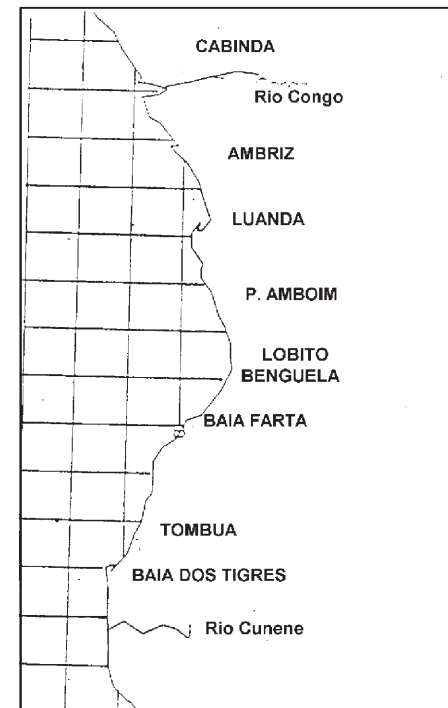 CABINDA
Rio Congo
AMBRIZ
LUANDA
P. AMBOIM
LOBITO
BENGUELA
BAIA FARTA
TOMBUA
BAIA DOS TIGRES
Rio Cunene